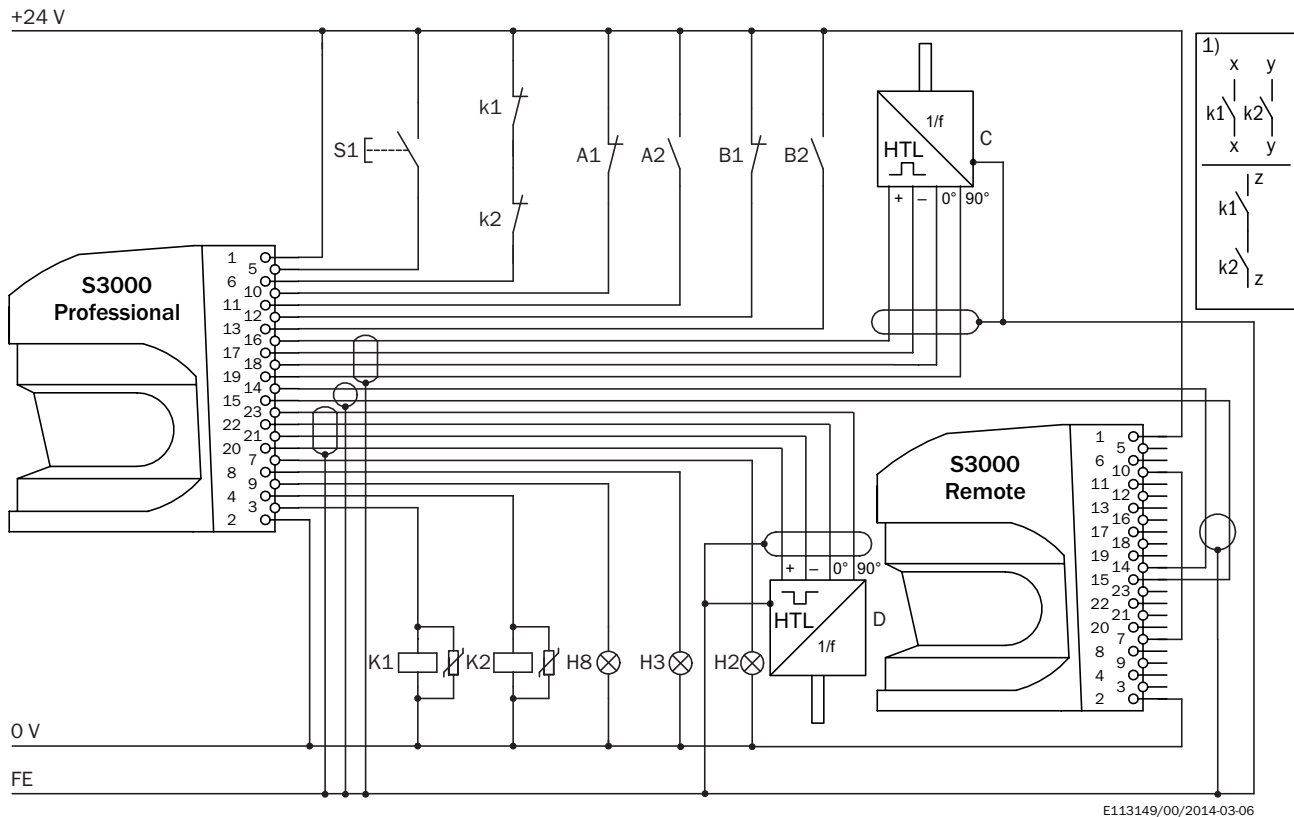 +24 V
1)
x y
k1 k2
x y
z
k1
k2
z
k1
S1
A1 A2 B1 B2
k2
1/f
HTL
C
+ – 0° 90°
S3000
Professional
1
5
6
10
11
12
13
16
17
18
19
14
15
23
22
21
20
7
8
9
4
3
2
S3000
Remote
1
5
6
10
11
12
13
16
17
18
19
14
15
23
22
21
20
7
8
9
4
3
2
+ – 0° 90°
HTL
1/f
D
K1 K2 H8 H3 H2
0 V
FE
E113149/00/2014-03-06